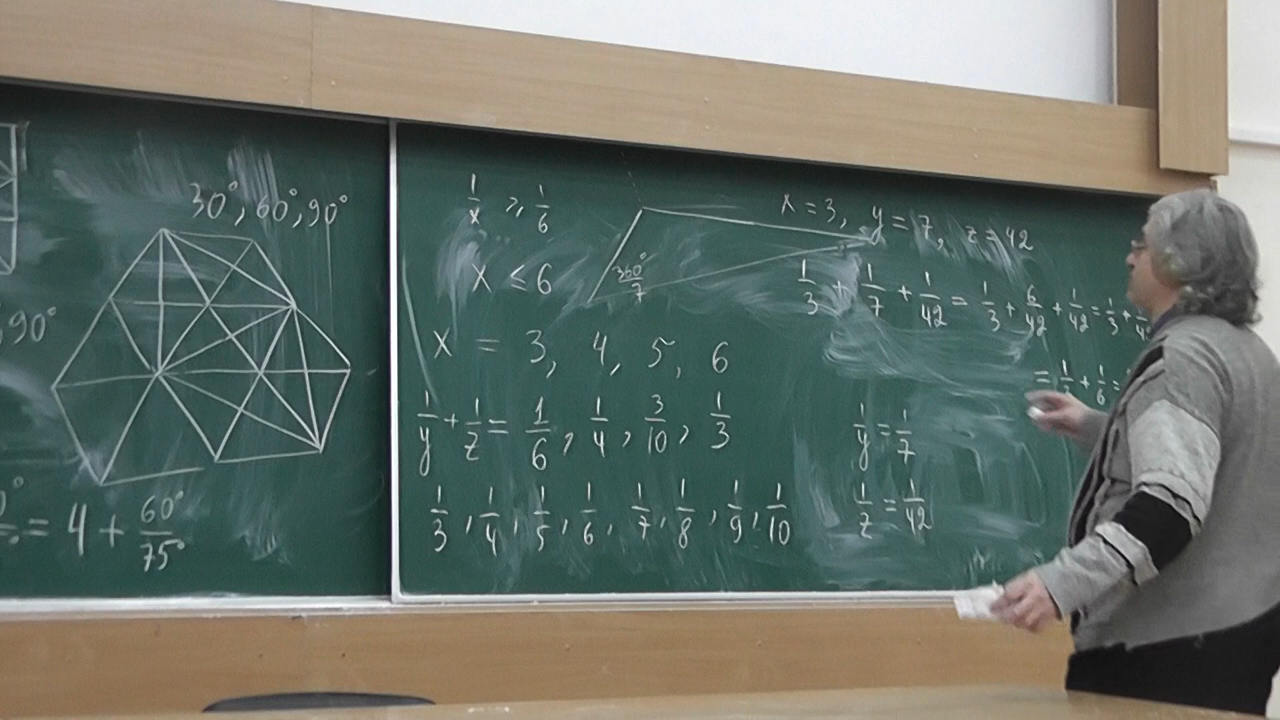 30°, 60°, 90°
, 90°
= 4 + 60°/75°
1/x ≥ 1/6
x ≤ 6
360°/7
x = 3, 4, 5, 6
1/y + 1/z = 1/6, 1/4, 3/10, 1/3
1/3, 1/4, 1/5, 1/6, 1/7, 1/8, 1/9, 1/10
x = 3, y = 7, z = 42
1/3 + 1/7 + 1/42 = 1/3 + 6/42 + 1/42 = 1/3 +
= 1/3 + 1/6 =
1/y = 1/7
1/z = 1/42